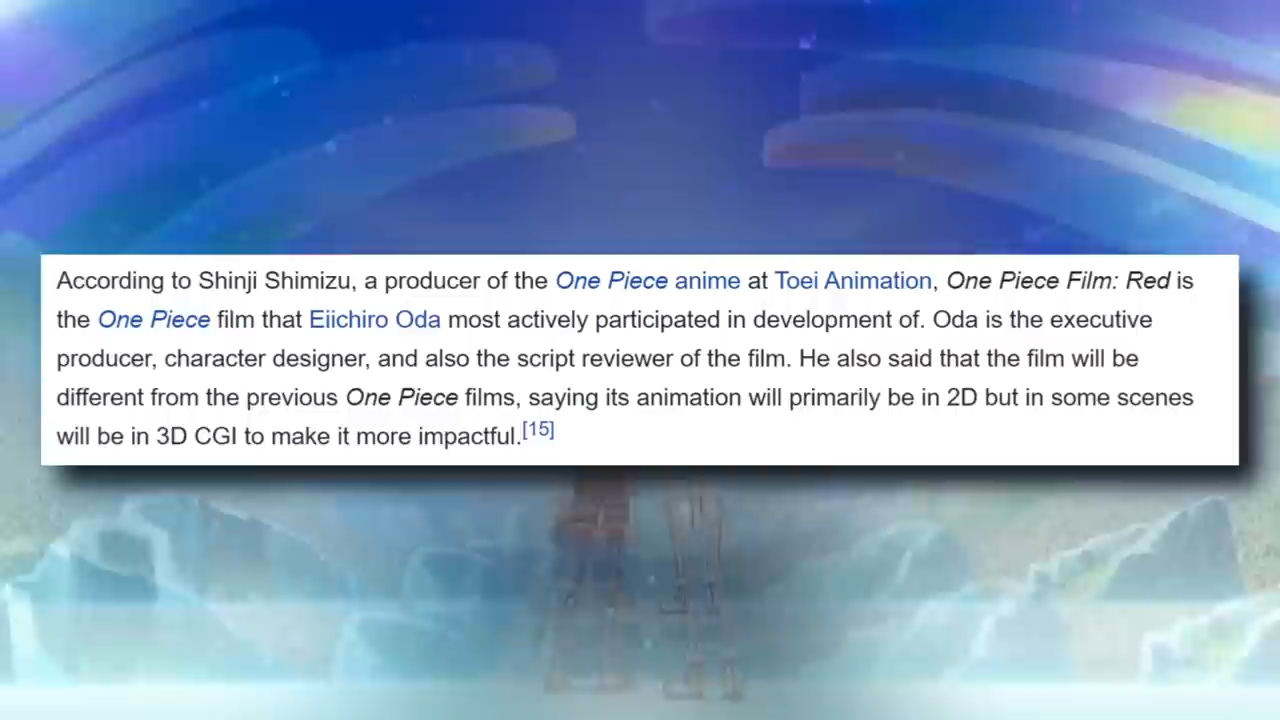 According to Shinji Shimizu, a producer of the One Piece anime at Toei Animation, One Piece Film: Red is
the One Piece film that Eiichiro Oda most actively participated in development of. Oda is the executive
producer, character designer, and also the script reviewer of the film. He also said that the film will be
different from the previous One Piece films, saying its animation will primarily be in 2D but in some scenes
will be in 3D CGI to make it more impactful.[15]